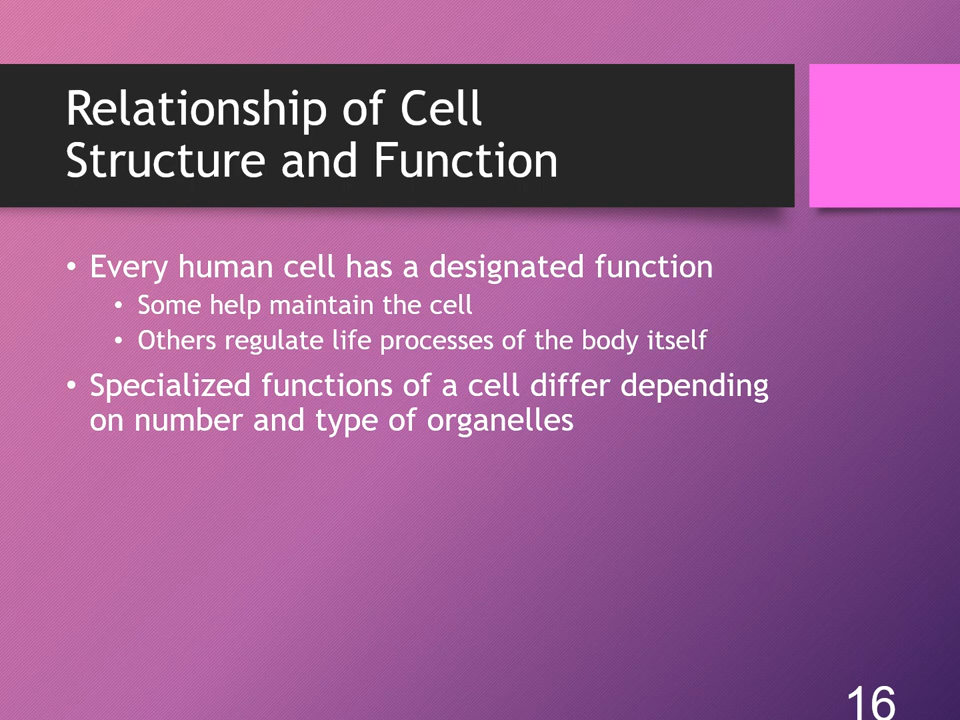 Relationship of Cell
Structure and Function
• Every human cell has a designated function
• Some help maintain the cell
• Others regulate life processes of the body itself
• Specialized functions of a cell differ depending
on number and type of organelles
16